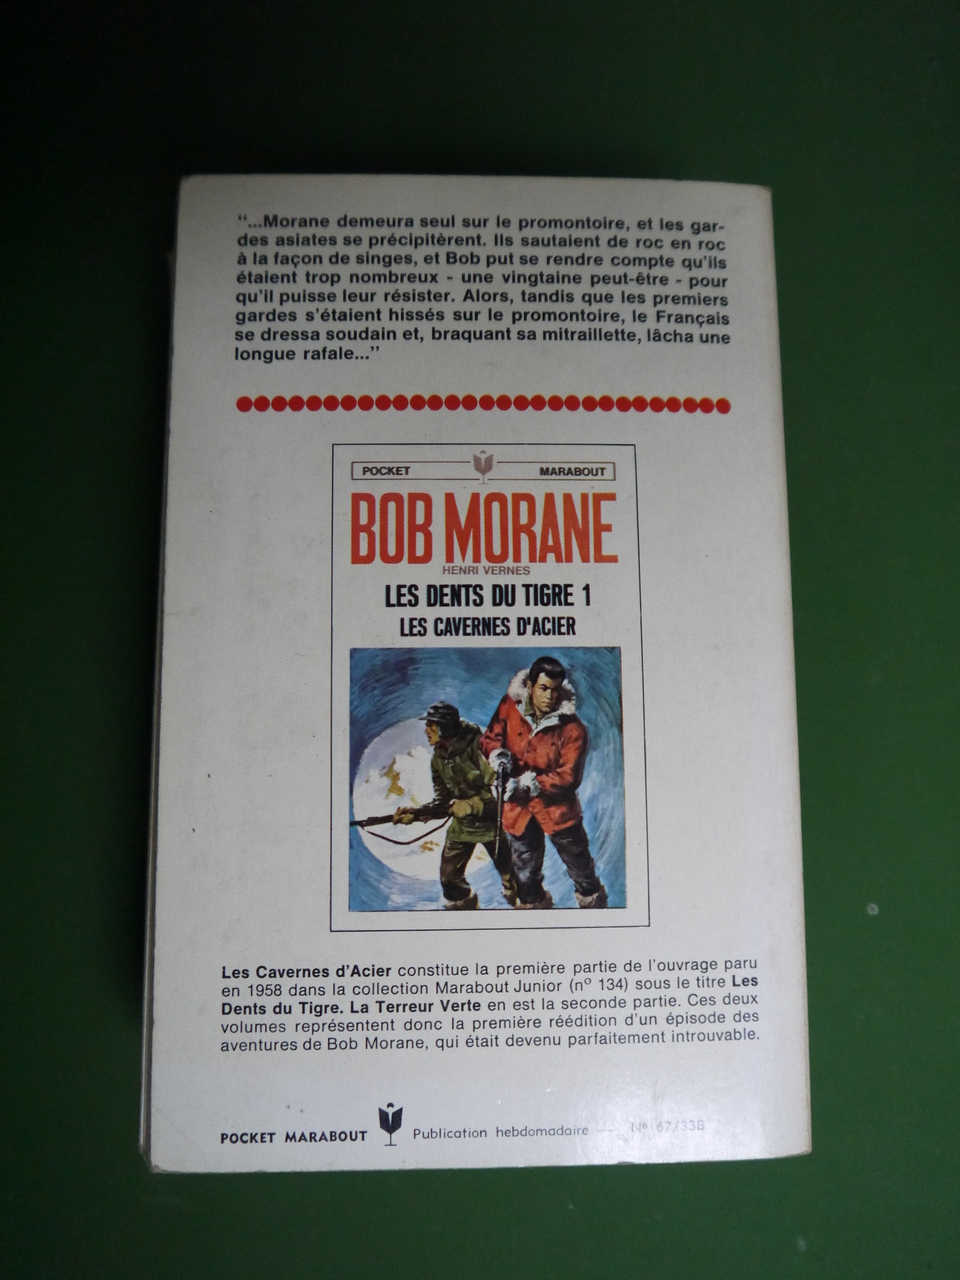 "...Morane demeura seul sur le promontoire, et les gar-
des asiates se précipitèrent. Ils sautaient de roc en roc
à la façon de singes, et Bob put se rendre compte qu'ils
étaient trop nombreux - une vingtaine peut-être - pour
qu'il puisse leur résister. Alors, tandis que les premiers
gardes s'étaient hissés sur le promontoire, le Français
se dressa soudain et, braquant sa mitraillette, lâcha une
longue rafale..."
POCKET MARABOUT
BOB MORANE
HENRI VERNES
LES DENTS DU TIGRE 1
LES CAVERNES D'ACIER
Les Cavernes d'Acier constitue la première partie de l'ouvrage paru
en 1958 dans la collection Marabout Junior (nº 134) sous le titre Les
Dents du Tigre. La Terreur Verte en est la seconde partie. Ces deux
volumes représentent donc la première réédition d'un épisode des
aventures de Bob Morane, qui était devenu parfaitement introuvable.
POCKET MARABOUT Publication hebdomadaire — Nº 67/338